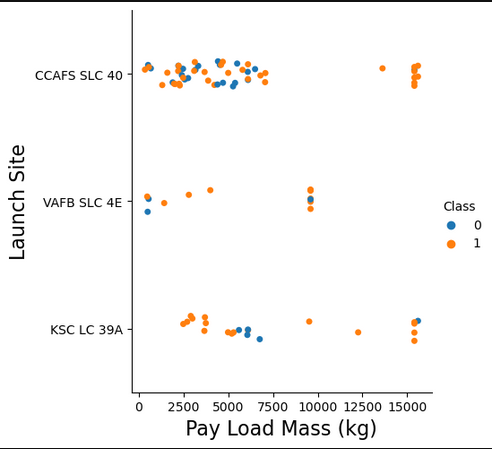 CCAFS SLC 40
VAFB SLC 4E
KSC LC 39A
Launch Site
0 2500 5000 7500 10000 12500 15000
Pay Load Mass (kg)
Class
0
1